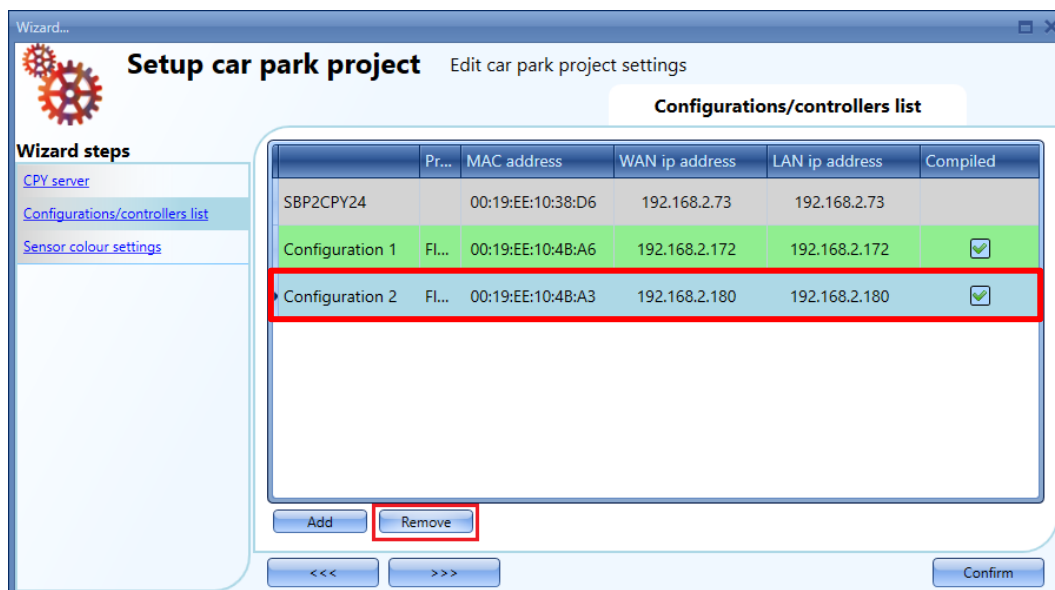 Wizard...
Setup car park project Edit car park project settings
Configurations/controllers list
Wizard steps
CPY server
Configurations/controllers list
Sensor colour settings
Pr... MAC address WAN ip address LAN ip address Compiled
SBP2CPY24 00:19:EE:10:38:D6 192.168.2.73 192.168.2.73
Configuration 1 Fl... 00:19:EE:10:4B:A6 192.168.2.172 192.168.2.172
Configuration 2 Fl... 00:19:EE:10:4B:A3 192.168.2.180 192.168.2.180
Add Remove
<<< >>> Confirm